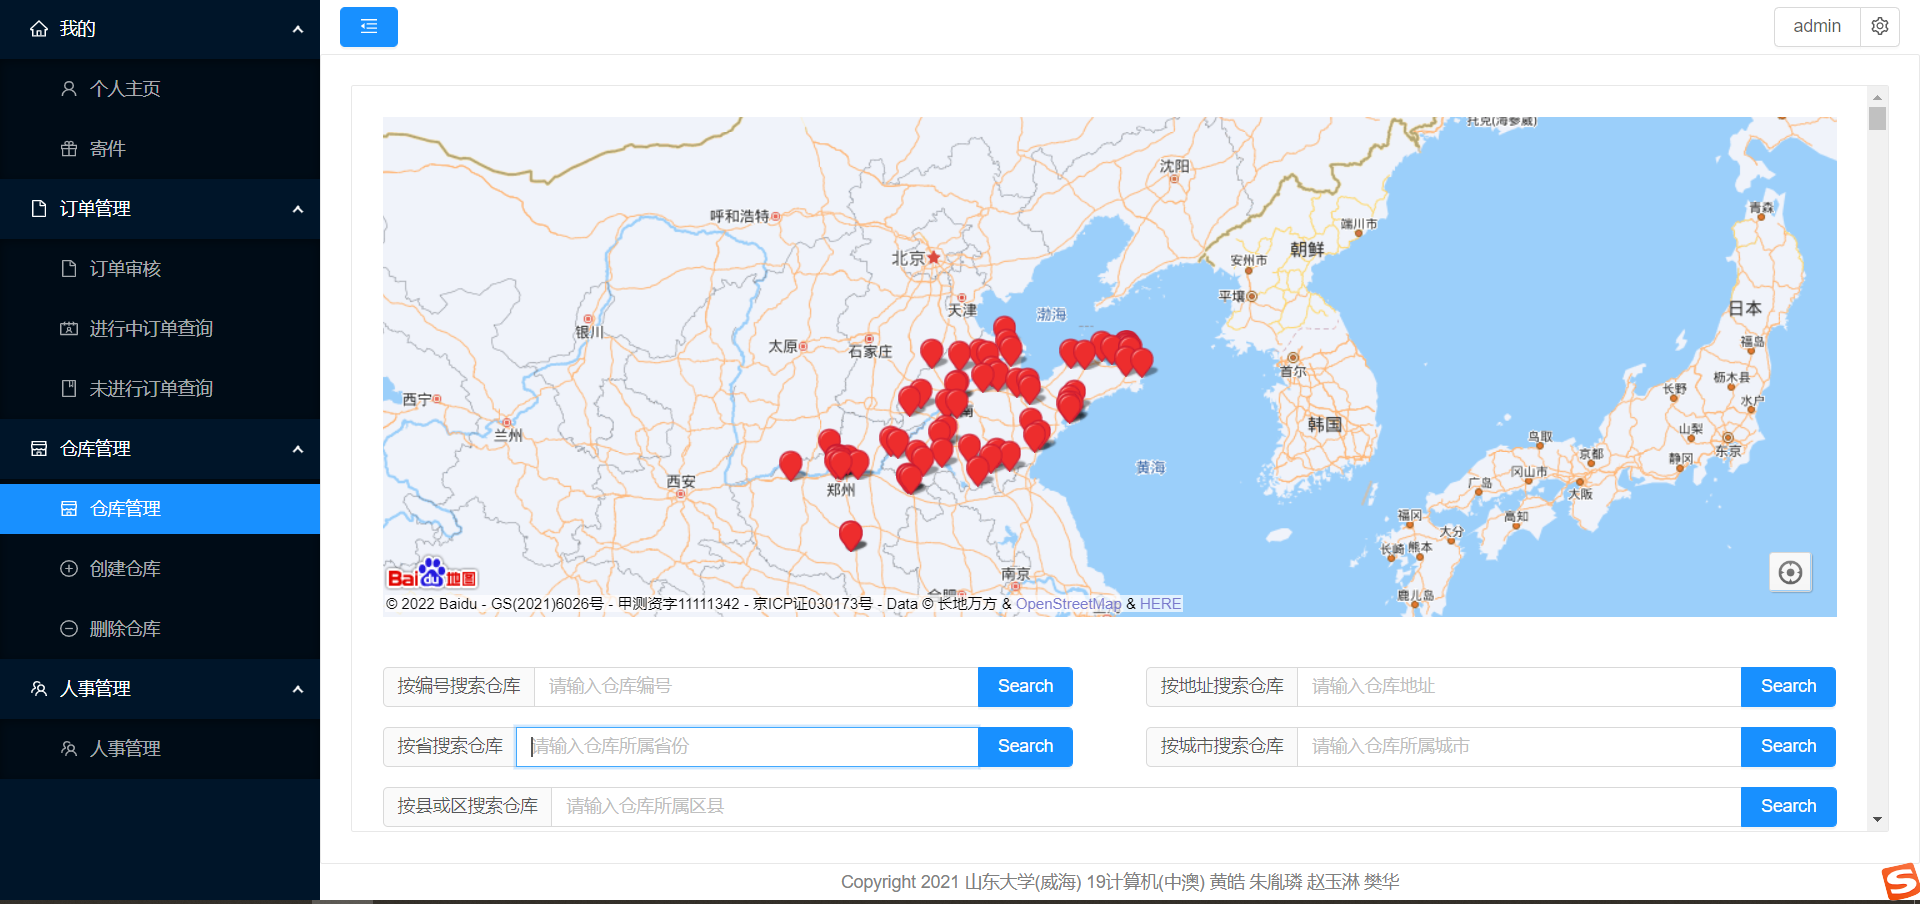 我的
个人主页
寄件
订单管理
订单审核
进行中订单查询
未进行订单查询
仓库管理
仓库管理
创建仓库
删除仓库
人事管理
人事管理
admin
托克(海参崴)
沈阳
青森
呼和浩特
端川市
朝鲜
北京
安州市
平壤
天津
渤海
日本
银川
太原
石家庄
福岛
首尔
枥木县
长野
西宁
水户
南
兰州
韩国
山梨
鸟取
东京
京都
静冈
黄海
冈山市
西安
郑州
广岛
大阪
福冈
高知
大分
长崎
熊本
南京
鹿儿岛
合肥
Bai du 地图
© 2022 Baidu - GS(2021)6026号 - 甲测资字11111342 - 京ICP证030173号 - Data © 长地万方 & OpenStreetMap & HERE
按编号搜索仓库 请输入仓库编号 Search
按地址搜索仓库 请输入仓库地址 Search
按省搜索仓库 请输入仓库所属省份 Search
按城市搜索仓库 请输入仓库所属城市 Search
按县或区搜索仓库 请输入仓库所属区县 Search
Copyright 2021 山东大学(威海) 19计算机(中澳) 黄皓 朱胤璘 赵玉淋 樊华